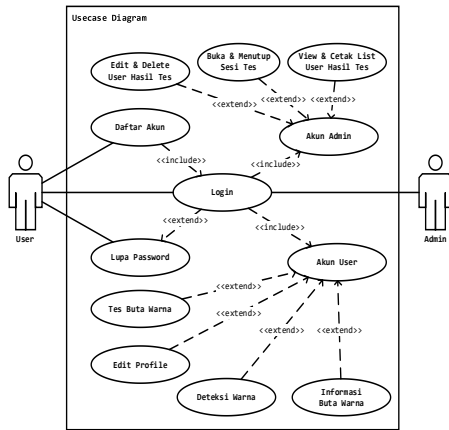 Usecase Diagram
Edit & Delete
User Hasil Tes
Buka & Menutup
Sesi Tes
View & Cetak List
User Hasil Tes
<<extend>>
<<extend>>
<<extend>>
Daftar Akun
Akun Admin
<<include>>
<<include>>
Login
User
Admin
<<extend>>
<<include>>
Lupa Password
Akun User
<<extend>>
Tes Buta Warna
<<extend>>
<<extend>>
<<extend>>
Edit Profile
Deteksi Warna
Informasi
Buta Warna